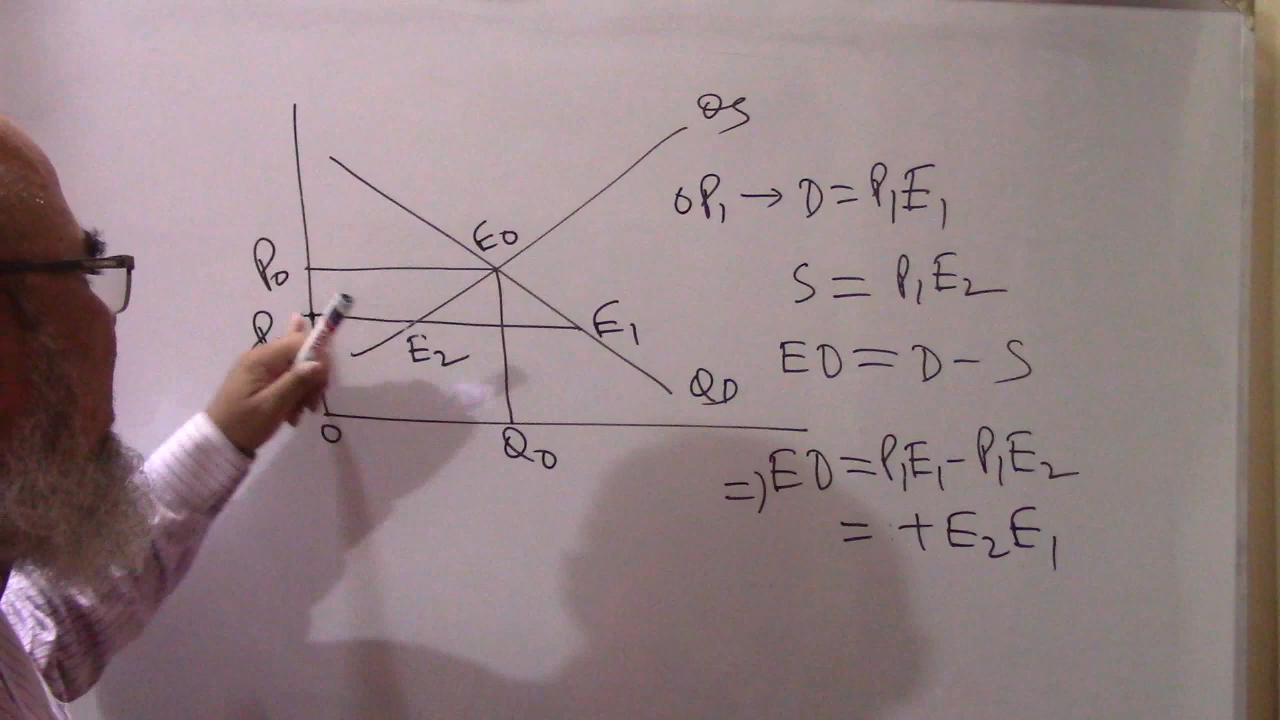 QS
E0
P0
P
E1
E2
QD
O
Q0
OP1 → D = P1E1
S = P1E2
ED = D - S
=> ED = P1E1 - P1E2
= + E2E1